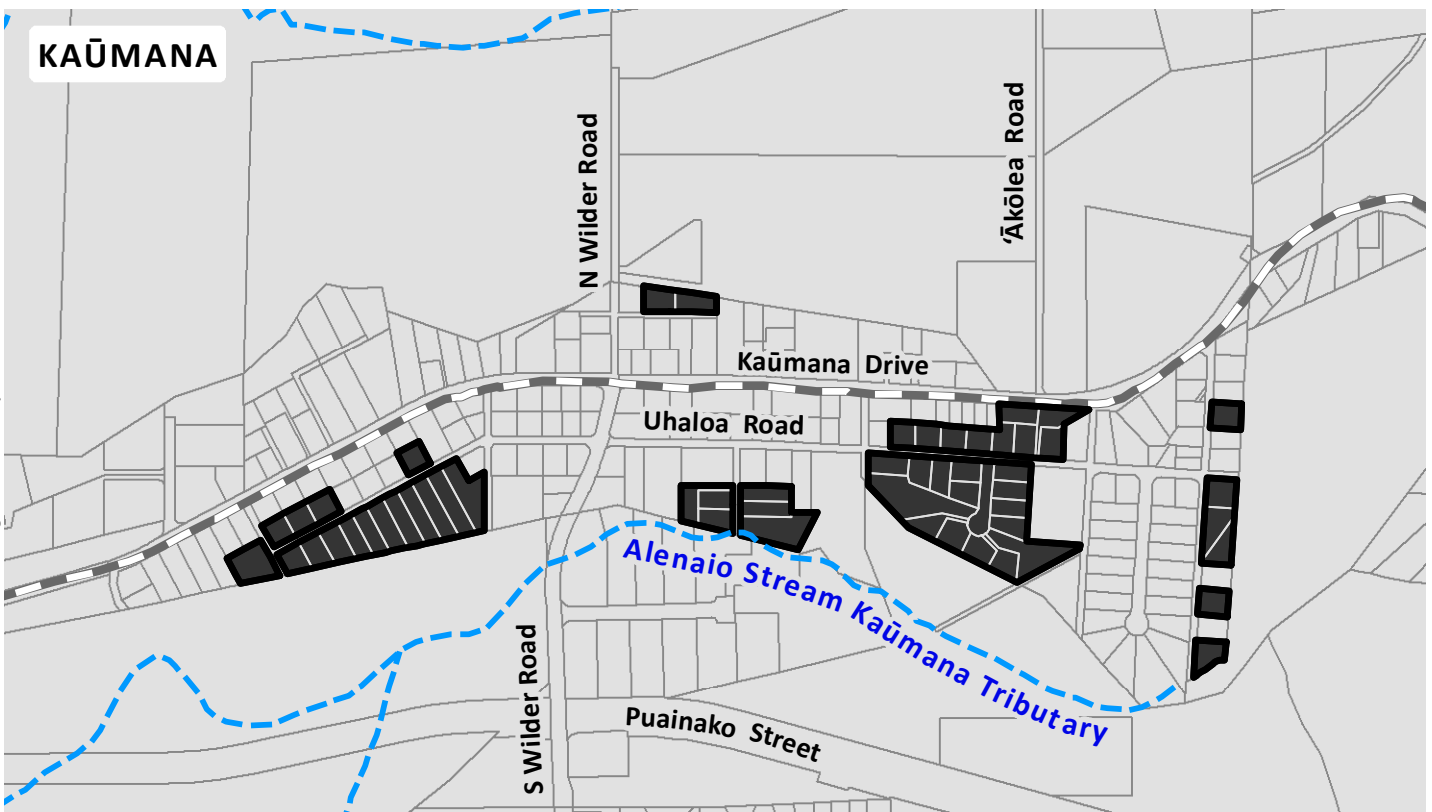 KAŪMANA
N Wilder Road
ʻĀkōlea Road
Kaūmana Drive
Uhaloa Road
Alenaio Stream Kaūmana Tributary
S Wilder Road
Puainako Street